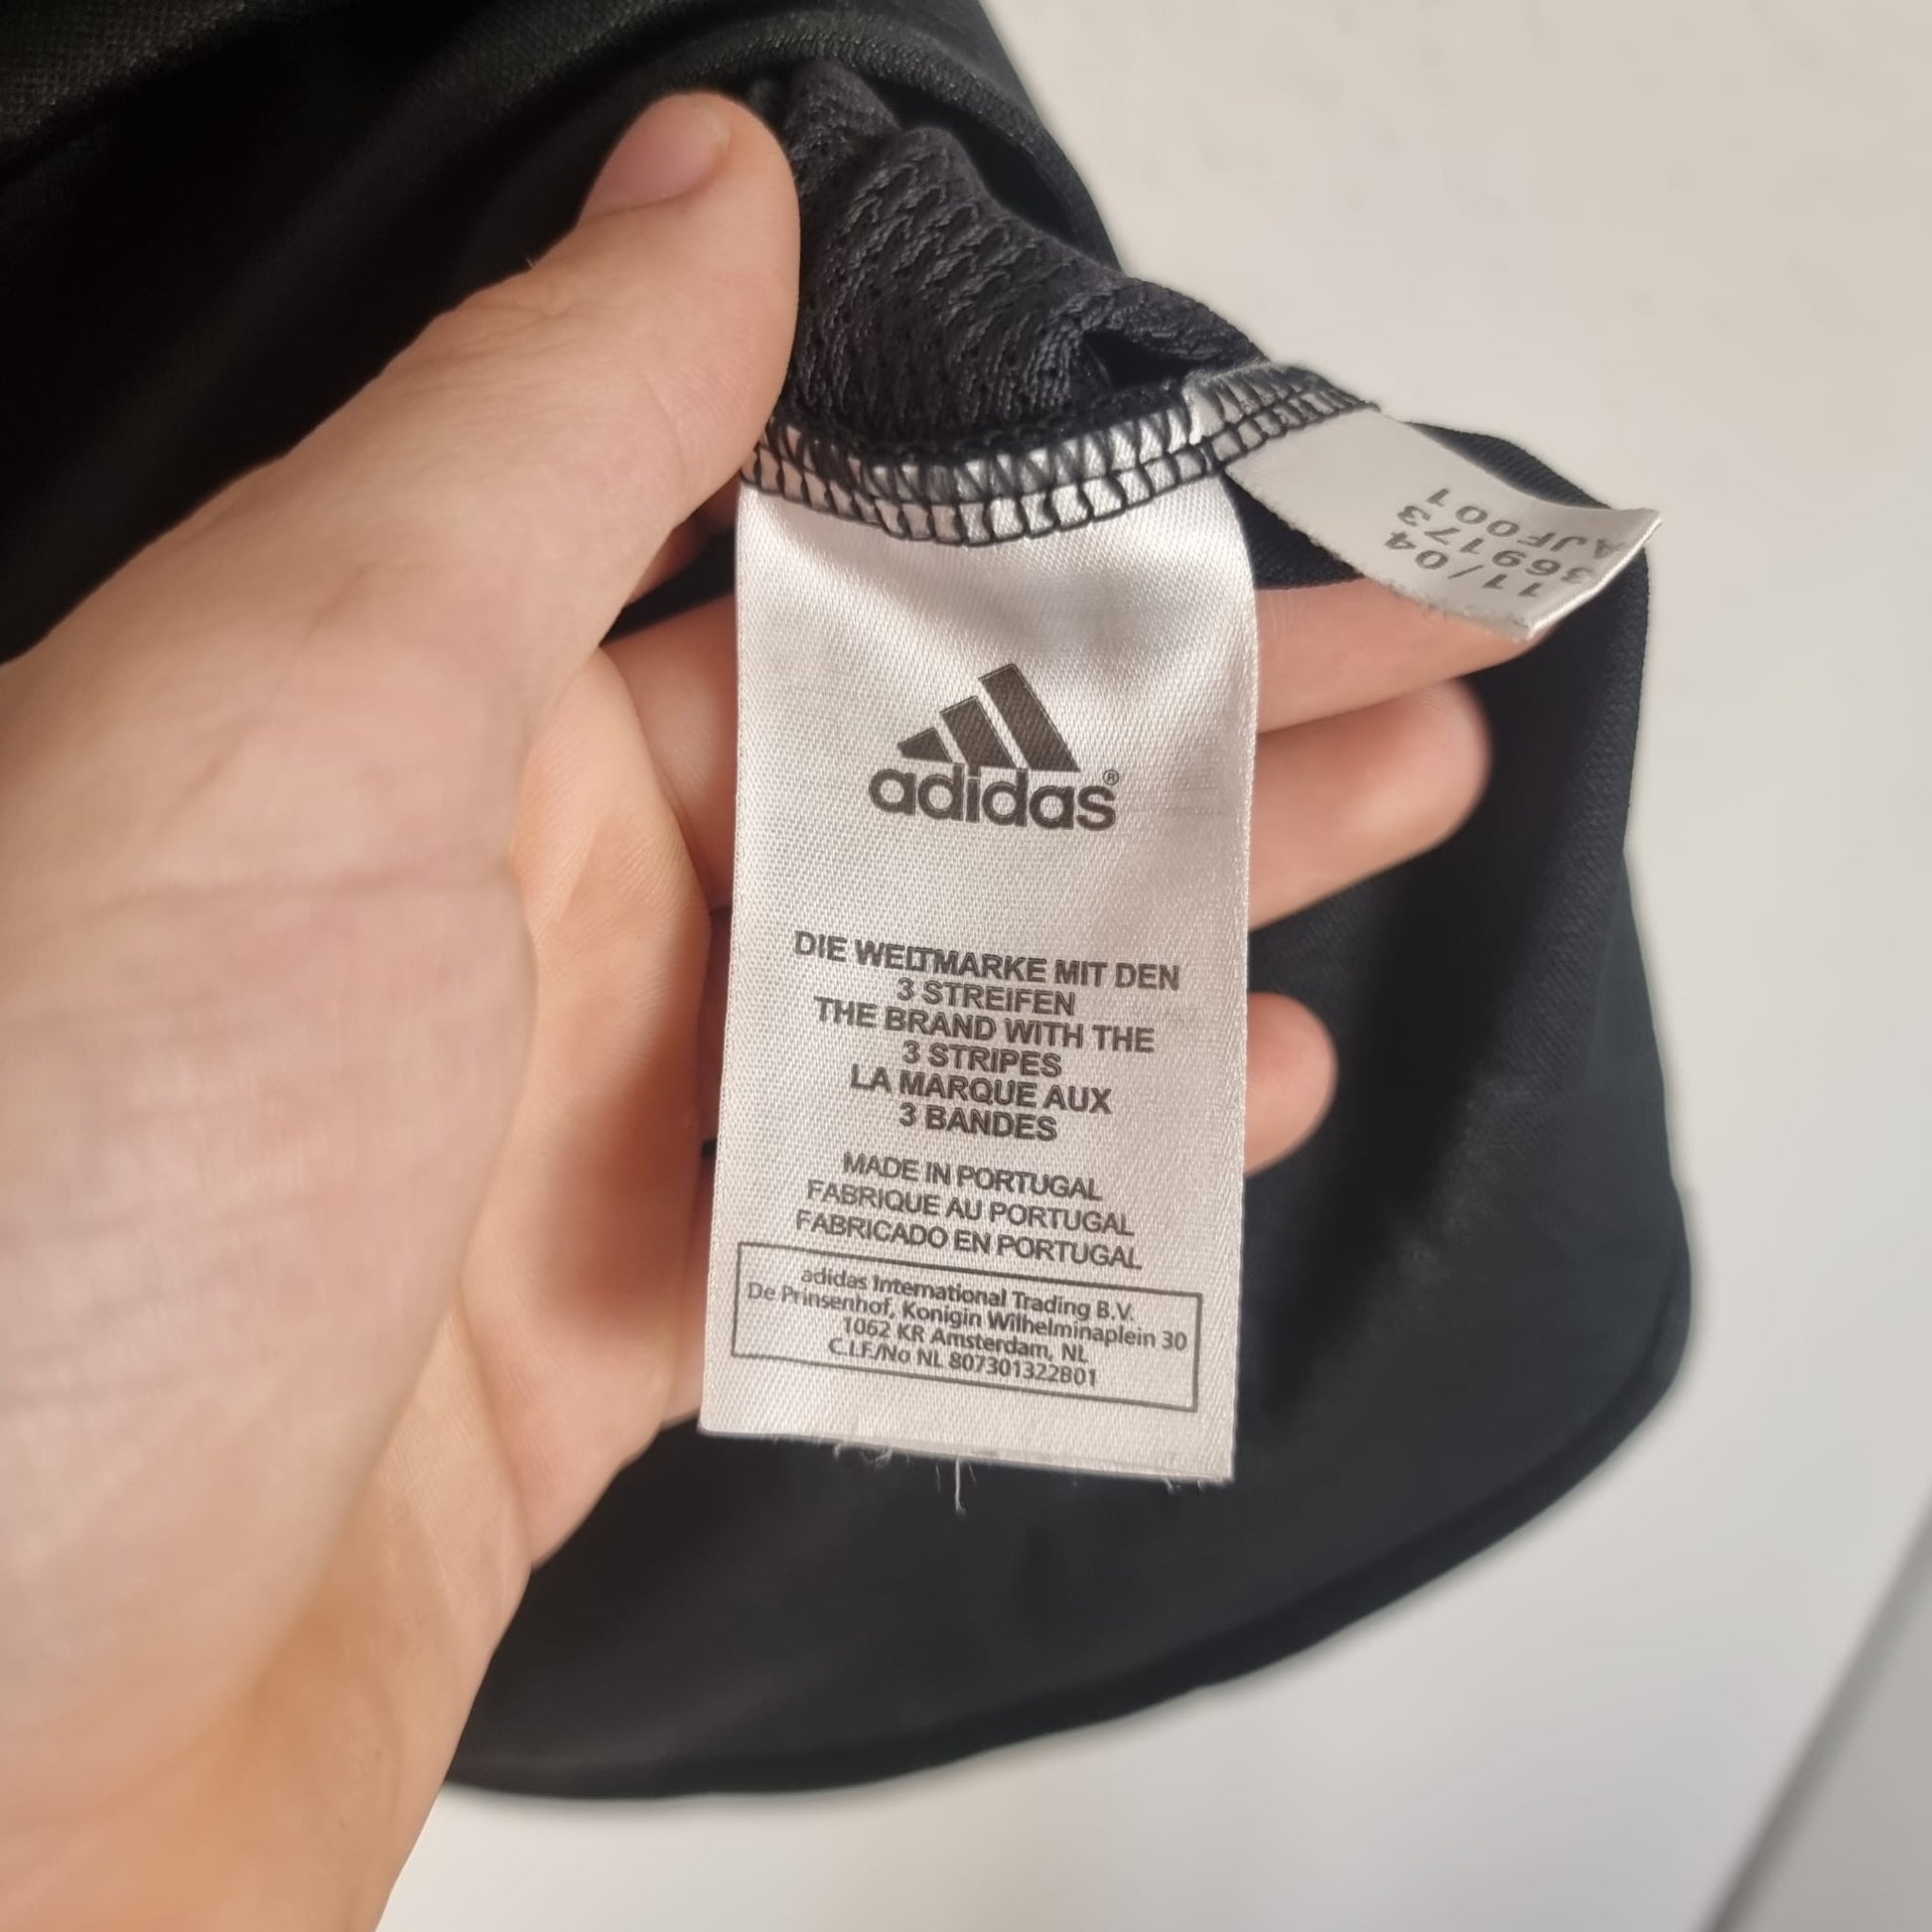 adidas®
DIE WELTMARKE MIT DEN
3 STREIFEN
THE BRAND WITH THE
3 STRIPES
LA MARQUE AUX
3 BANDES
MADE IN PORTUGAL
FABRIQUE AU PORTUGAL
FABRICADO EN PORTUGAL
adidas International Trading B.V.
De Prinsenhof, Konigin Wilhelminaplein 30
1062 KR Amsterdam, NL
C.I.F./No NL 807301322B01
11/04
369173
AJF001